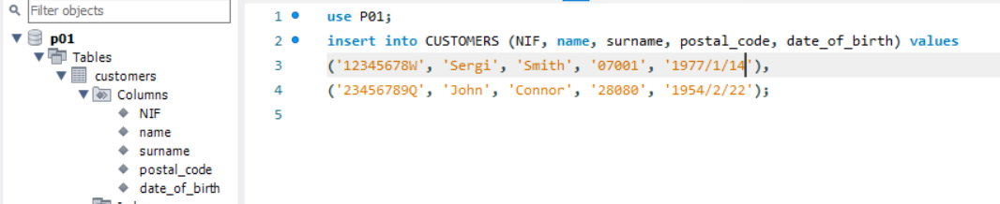 Filter objects
p01
Tables
customers
Columns
NIF
name
surname
postal_code
date_of_birth
1 use P01;
2 insert into CUSTOMERS (NIF, name, surname, postal_code, date_of_birth) values
3 ('12345678W', 'Sergi', 'Smith', '07001', '1977/1/14'),
4 ('23456789Q', 'John', 'Connor', '28080', '1954/2/22');
5